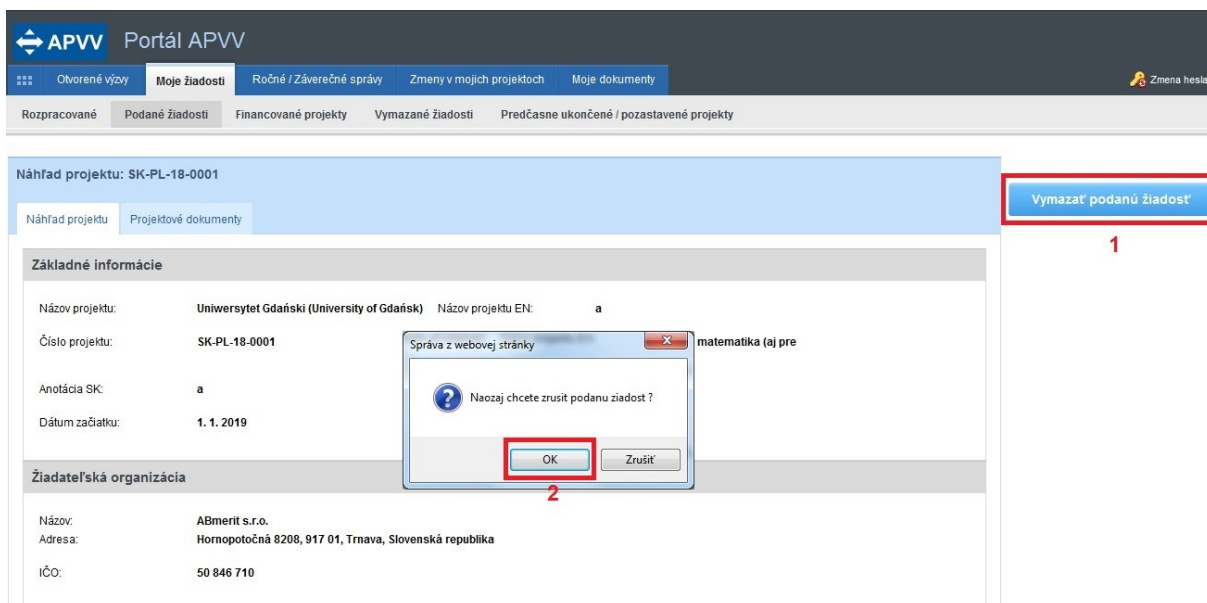 APVV Portál APVV
Otvorené výzvy Moje žiadosti Ročné / Záverečné správy Zmeny v mojich projektoch Moje dokumenty Zmena hesla
Rozpracované Podané žiadosti Financované projekty Vymazané žiadosti Predčasne ukončené / pozastavené projekty
Náhľad projektu: SK-PL-18-0001
Vymazať podanú žiadosť
Náhľad projektu Projektové dokumenty
1
Základné informácie
Názov projektu: Uniwersytet Gdański (University of Gdańsk) Názov projektu EN: a
Číslo projektu: SK-PL-18-0001 matematika (aj pre
Správa z webovej stránky
Anotácia SK: a
Naozaj chcete zrusit podanu ziadost ?
Dátum začiatku: 1. 1. 2019
OK Zrušiť
2
Žiadateľská organizácia
Názov: ABmerit s.r.o.
Adresa: Hornopotočná 8208, 917 01, Trnava, Slovenská republika
IČO: 50 846 710